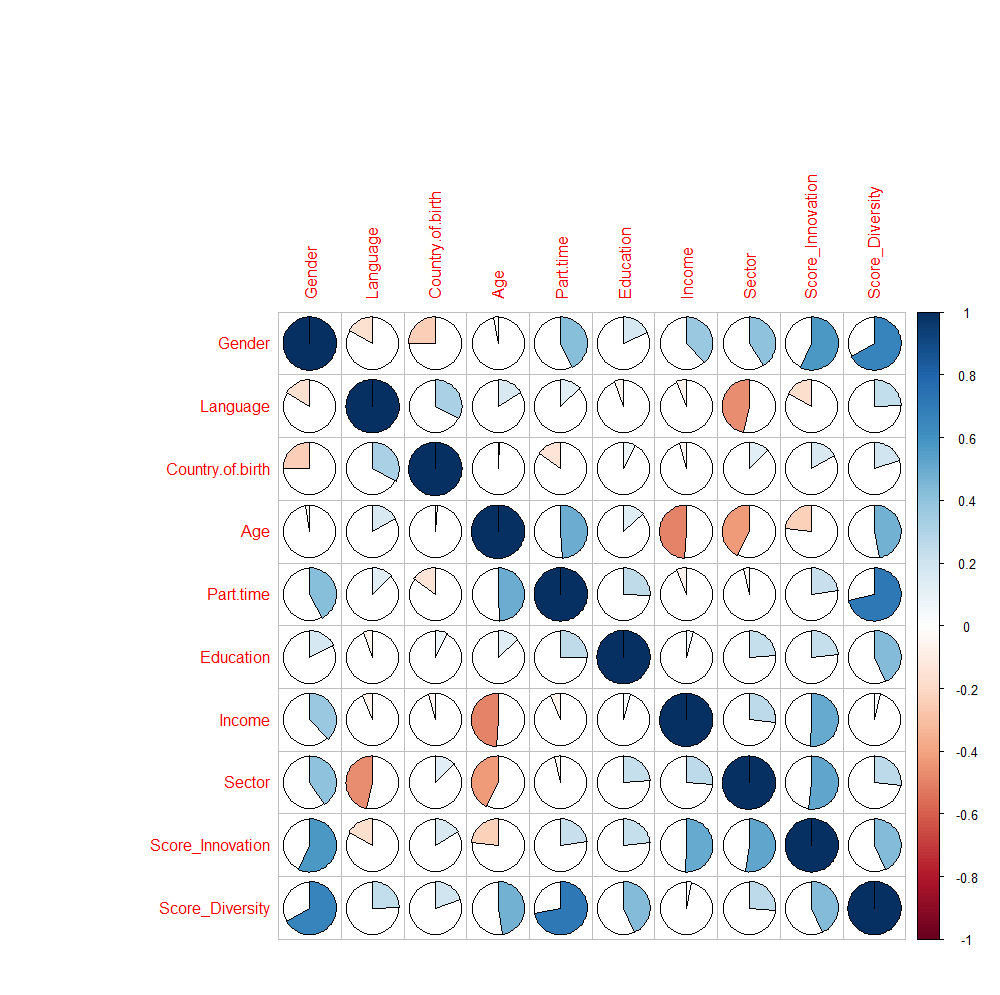 Gender
Language
Country.of.birth
Age
Part.time
Education
Income
Sector
Score_Innovation
Score_Diversity
Gender
Language
Country.of.birth
Age
Part.time
Education
Income
Sector
Score_Innovation
Score_Diversity
1
0.8
0.6
0.4
0.2
0
-0.2
-0.4
-0.6
-0.8
-1